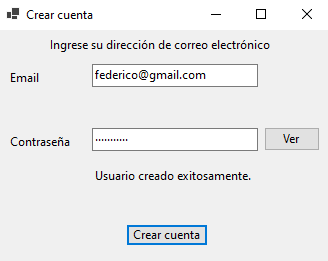 Crear cuenta
Ingrese su dirección de correo electrónico
Email
federico@gmail.com
Contraseña
...........
Ver
Usuario creado exitosamente.
Crear cuenta